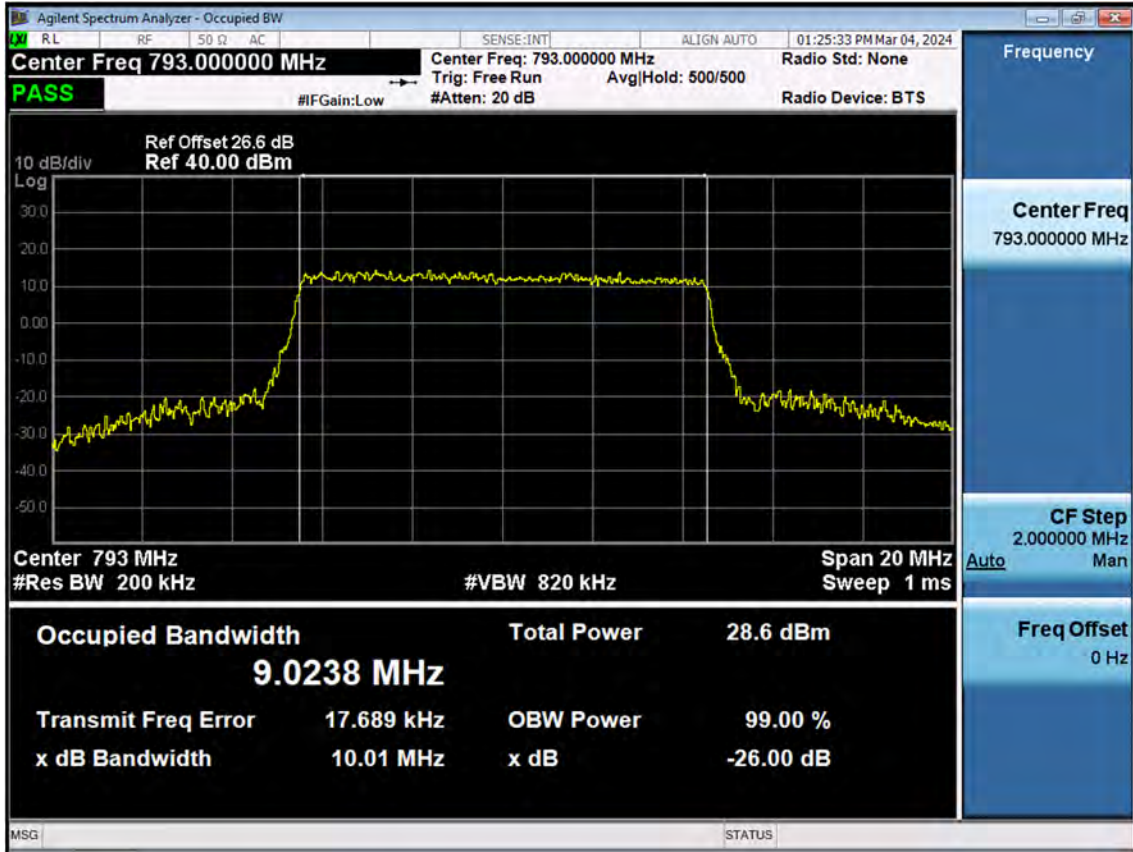 Agilent Spectrum Analyzer - Occupied BW
LXI RL RF 50 Ω AC SENSE:INT ALIGN AUTO 01:25:33 PM Mar 04, 2024
Center Freq 793.000000 MHz
Center Freq: 793.000000 MHz Radio Std: None
Trig: Free Run Avg|Hold: 500/500
PASS
#IFGain:Low #Atten: 20 dB Radio Device: BTS
Ref Offset 26.6 dB
10 dB/div Ref 40.00 dBm
Log
30.0
20.0
10.0
0.00
-10.0
-20.0
-30.0
-40.0
-50.0
Center 793 MHz Span 20 MHz
#Res BW 200 kHz #VBW 820 kHz Sweep 1 ms
Occupied Bandwidth Total Power 28.6 dBm
9.0238 MHz
Transmit Freq Error 17.689 kHz OBW Power 99.00 %
x dB Bandwidth 10.01 MHz x dB -26.00 dB
MSG STATUS
Frequency
Center Freq
793.000000 MHz
CF Step
2.000000 MHz
Auto Man
Freq Offset
0 Hz